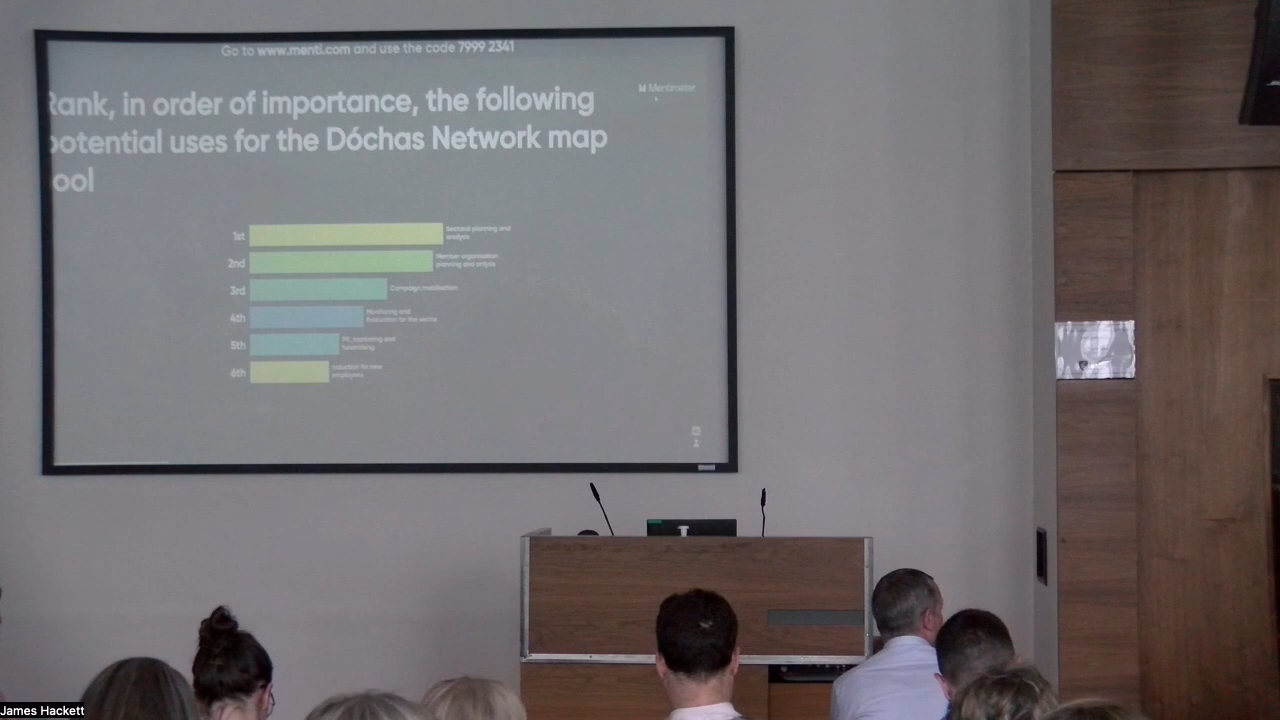 Go to www.menti.com and use the code 7999 2341
Mentimeter
Rank, in order of importance, the following
potential uses for the Dóchas Network map
ool
1st
Sectoral planning and
analysis
2nd
Member organisation
planning and anlysis
3rd
Campaign mobilisation
4th
Monitoring and
Evaluation for the sector
5th
PR, marketing and
fundraising
6th
Induction for new
employees
James Hackett